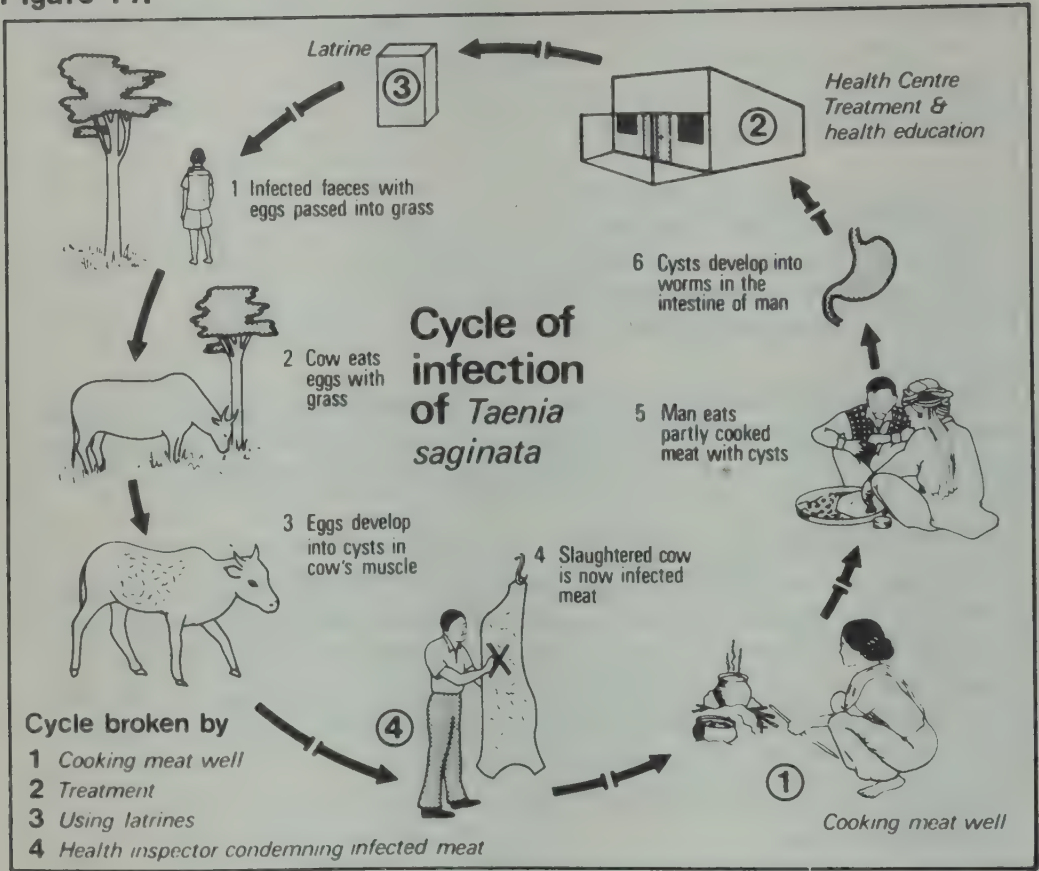 Latrine
3
1 Infected faeces with
eggs passed into grass
Health Centre
Treatment &
health education
2
6 Cysts develop into
worms in the
intestine of man
2 Cow eats
eggs with
grass
Cycle of
infection
of Taenia
saginata
5 Man eats
partly cooked
meat with cysts
3 Eggs develop
into cysts in
cow's muscle
4 Slaughtered cow
is now infected
meat
4
1
Cooking meat well
Cycle broken by
1 Cooking meat well
2 Treatment
3 Using latrines
4 Health inspector condemning infected meat